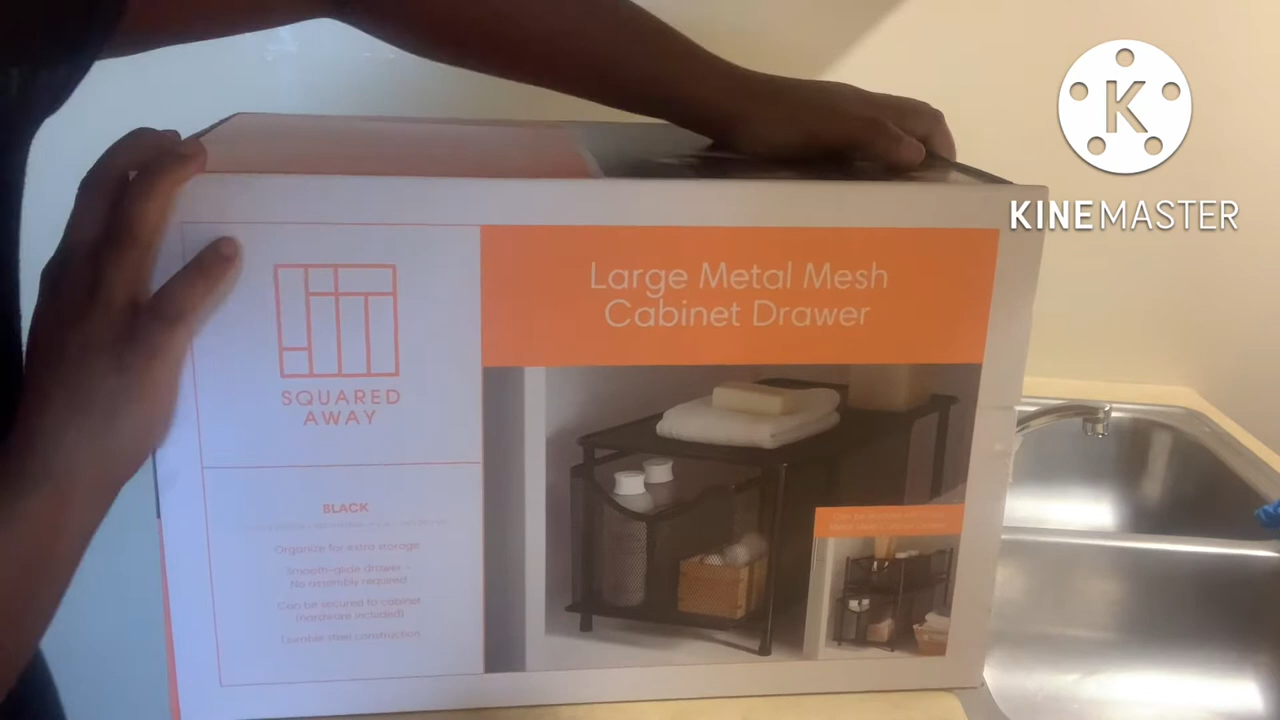 KINEMASTER
Large Metal Mesh
Cabinet Drawer
SQUARED
AWAY
BLACK
Organize for extra storage
Smooth-glide drawer -
No assembly required
Can be secured to cabinet
(hardware included)
Durable steel construction